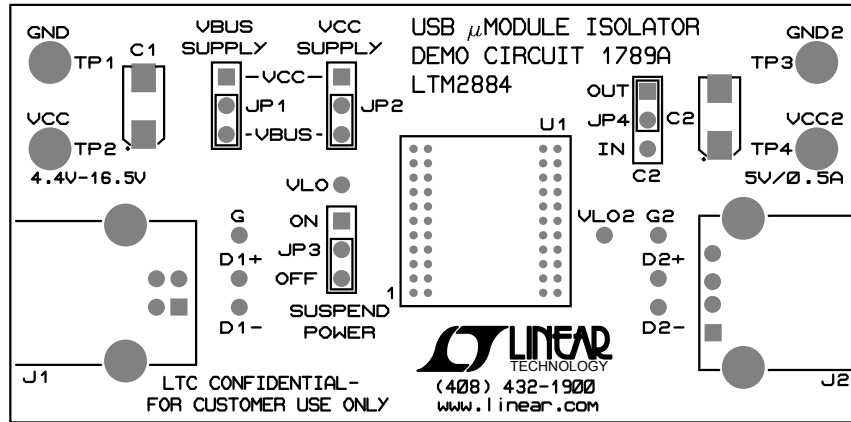 GND
TP1
C1
VBUS
SUPPLY
VCC
SUPPLY
USB µMODULE ISOLATOR
DEMO CIRCUIT 1789A
LTM2884
GND2
TP3
-VCC-
JP1
JP2
-VBUS-
OUT
JP4
IN
C2
C2
VCC
TP2
4.4V-16.5V
U1
VCC2
TP4
5V/0.5A
VLO
ON
JP3
OFF
SUSPEND
POWER
1
G
D1+
D1-
VLO2
G2
D2+
D2-
J1
J2
LTC CONFIDENTIAL-
FOR CUSTOMER USE ONLY
LINEAR
TECHNOLOGY
(408) 432-1900
www.linear.com